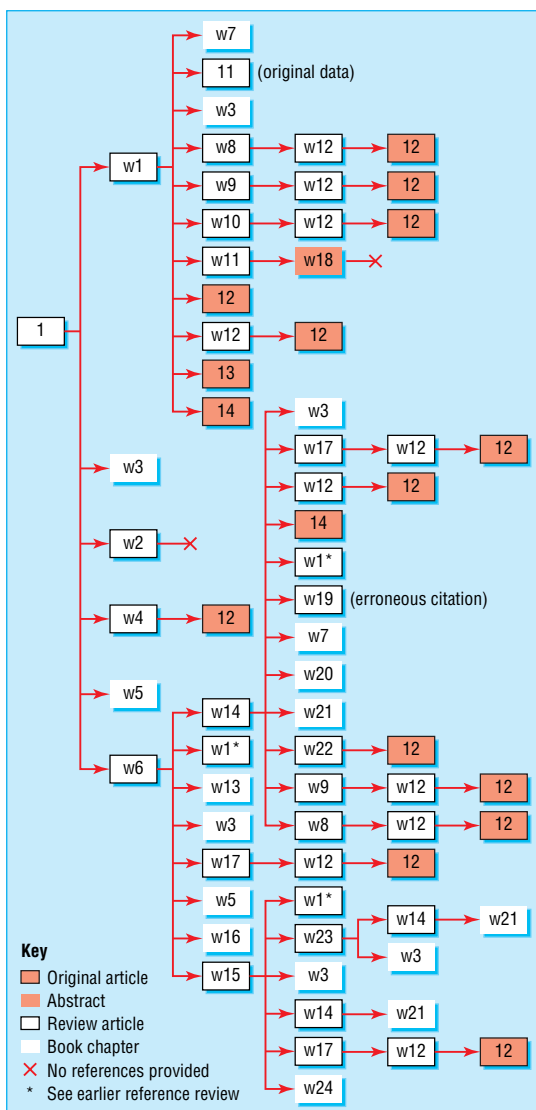 w7
11 (original data)
w3
w8 w12 12
w1
w9 w12 12
w10 w12 12
w11 w18
12
1
w12 12
13
14 w3
w17 w12 12
w3
w12 12
14
w2
w1*
w19 (erroneous citation)
w4 12
w7
w20
w5
w14 w21
w1* w22 12
w6
w13 w9 w12 12
w3 w8 w12 12
w17 w12 12
w5 w1*
w14 w21
w16 w23
w3
w15 w3
w14 w21
w17 w12 12
w24
Key
Original article
Abstract
Review article
Book chapter
No references provided
* See earlier reference review